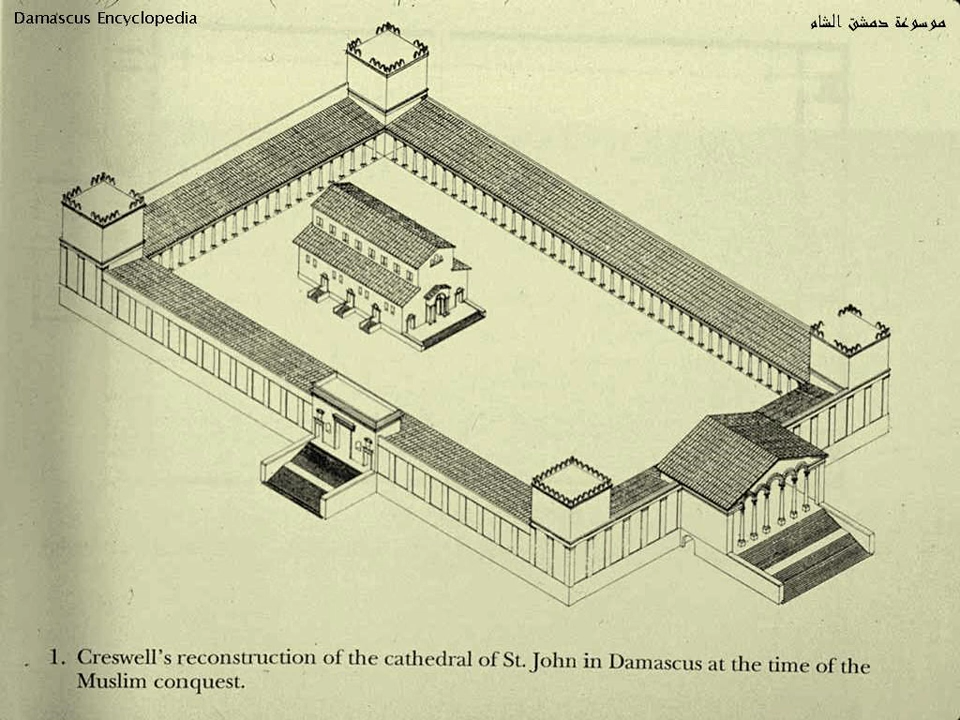 Damascus Encyclopedia
موسوعة دمشق الشام
1. Creswell's reconstruction of the cathedral of St. John in Damascus at the time of the
Muslim conquest.